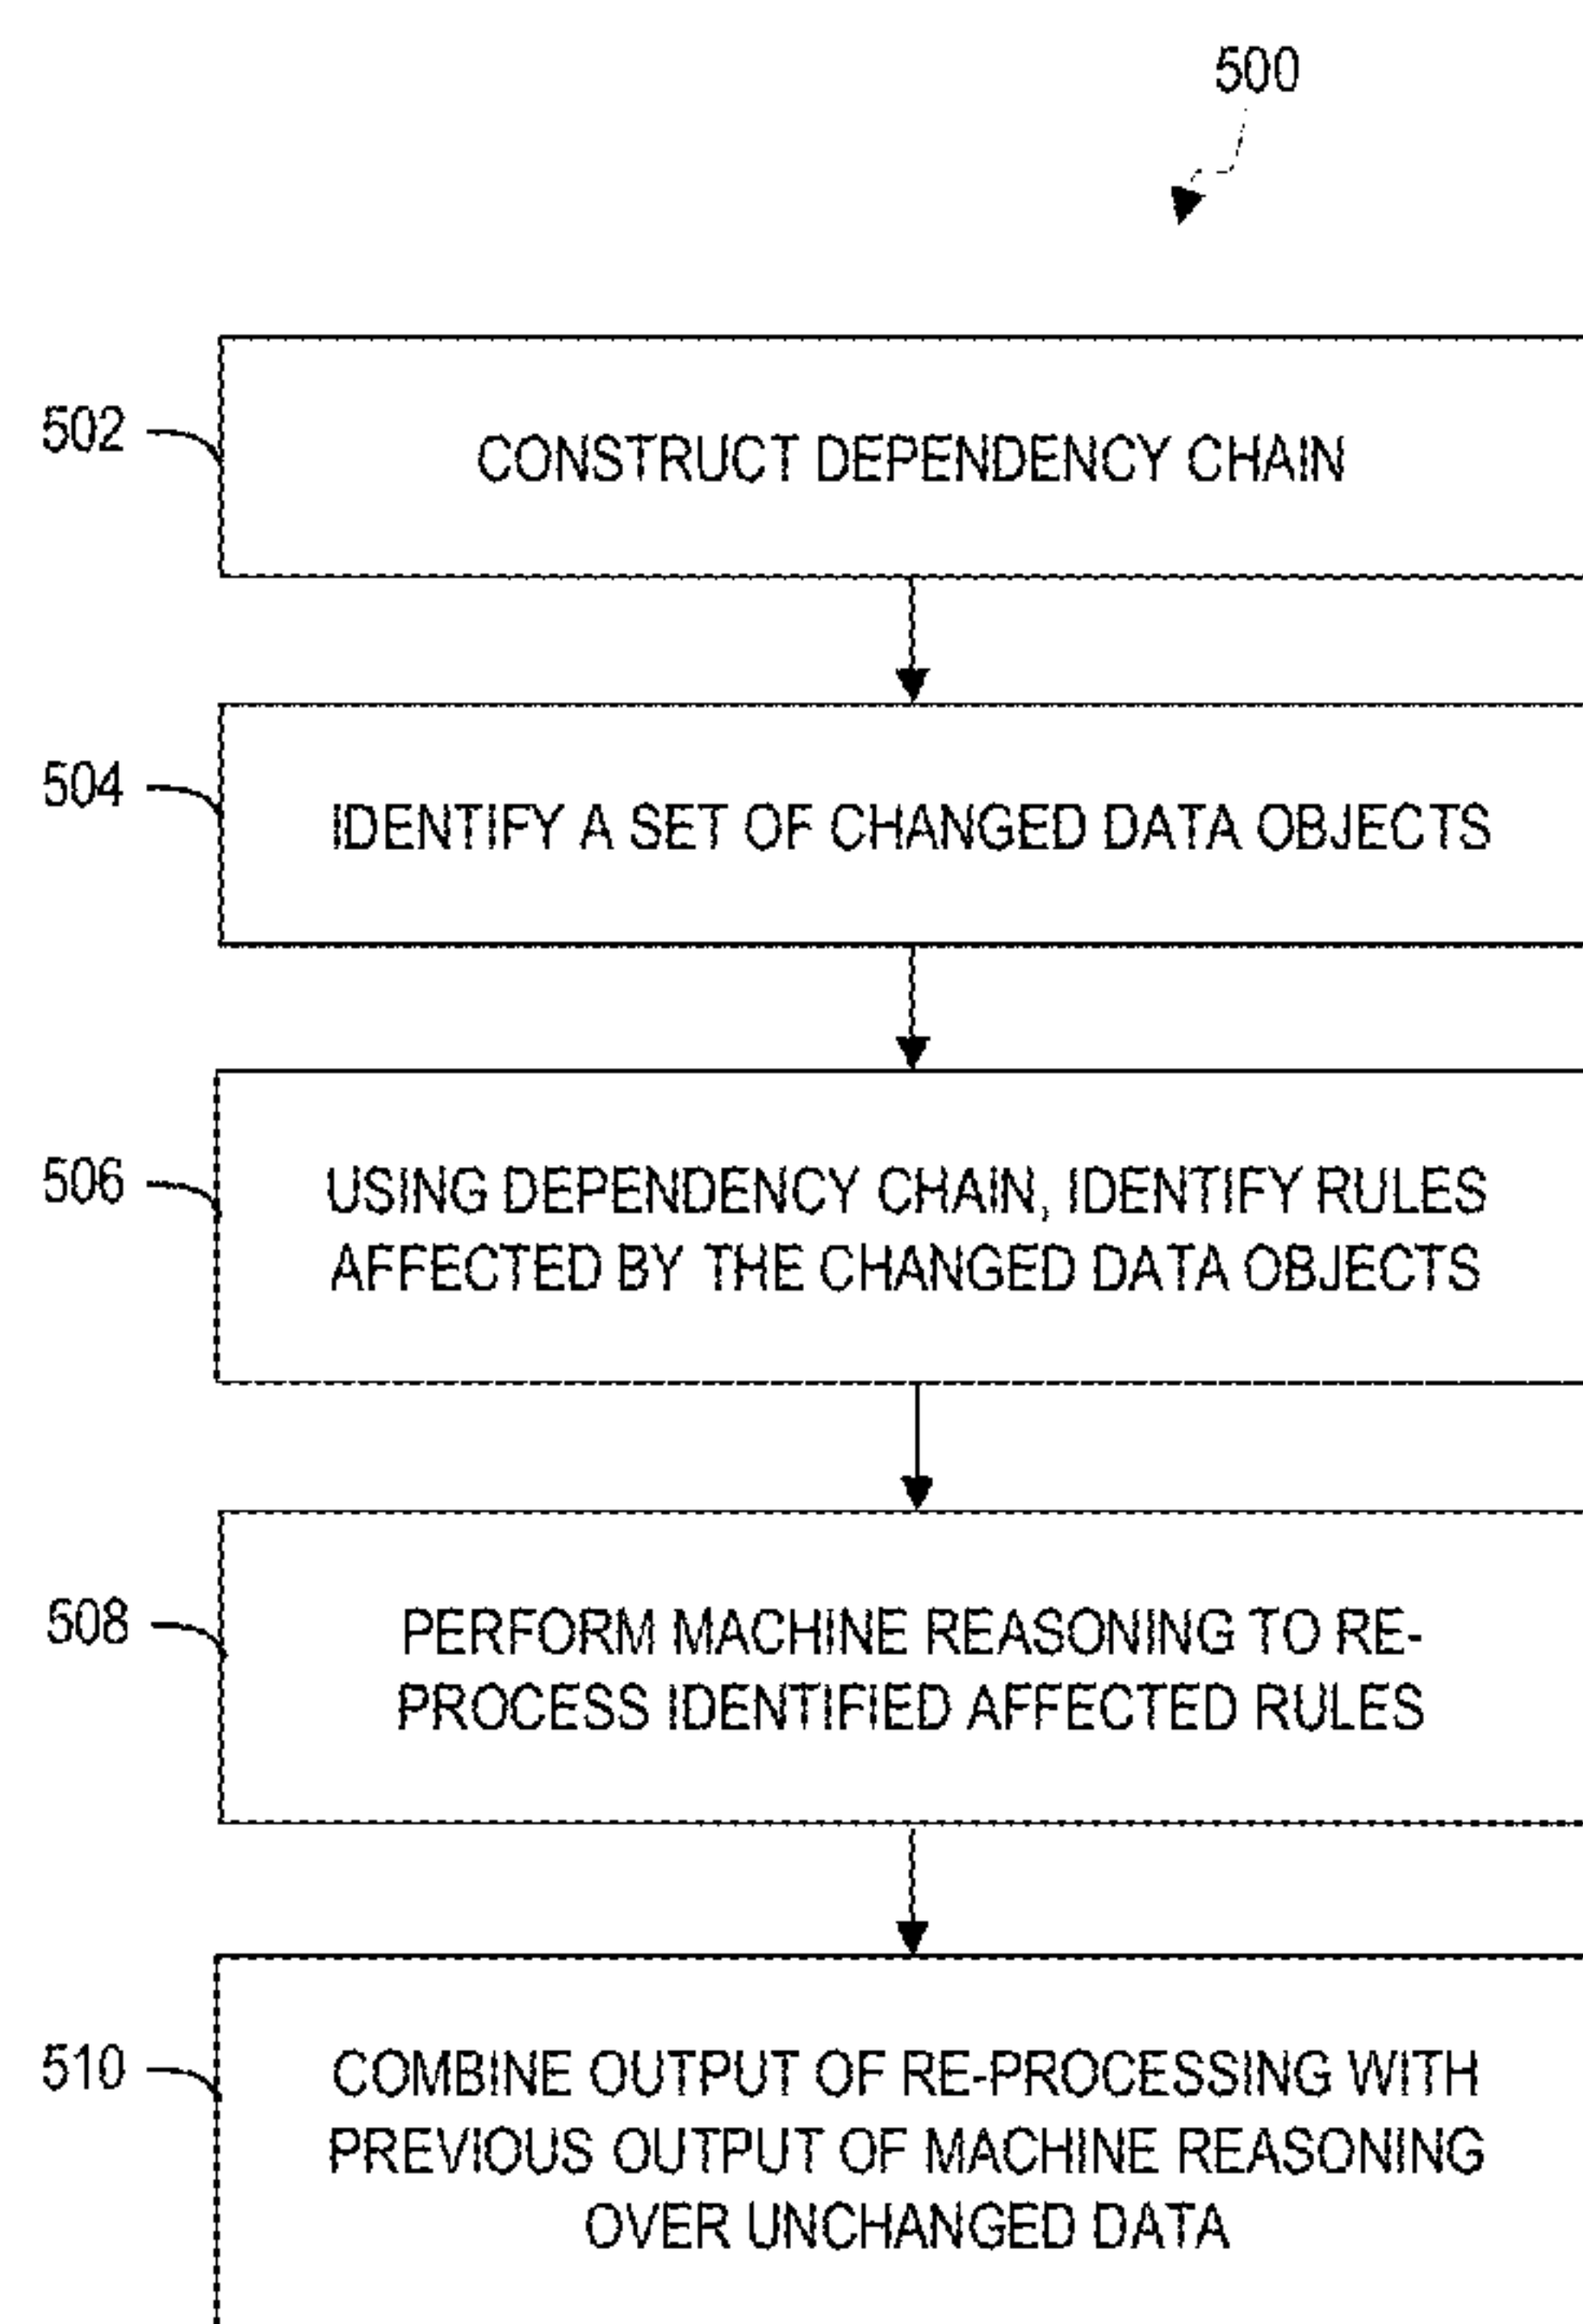 500
502
CONSTRUCT DEPENDENCY CHAIN
504
IDENTIFY A SET OF CHANGED DATA OBJECTS
506
USING DEPENDENCY CHAIN, IDENTIFY RULES
AFFECTED BY THE CHANGED DATA OBJECTS
508
PERFORM MACHINE REASONING TO RE-
PROCESS IDENTIFIED AFFECTED RULES
510
COMBINE OUTPUT OF RE-PROCESSING WITH
PREVIOUS OUTPUT OF MACHINE REASONING
OVER UNCHANGED DATA